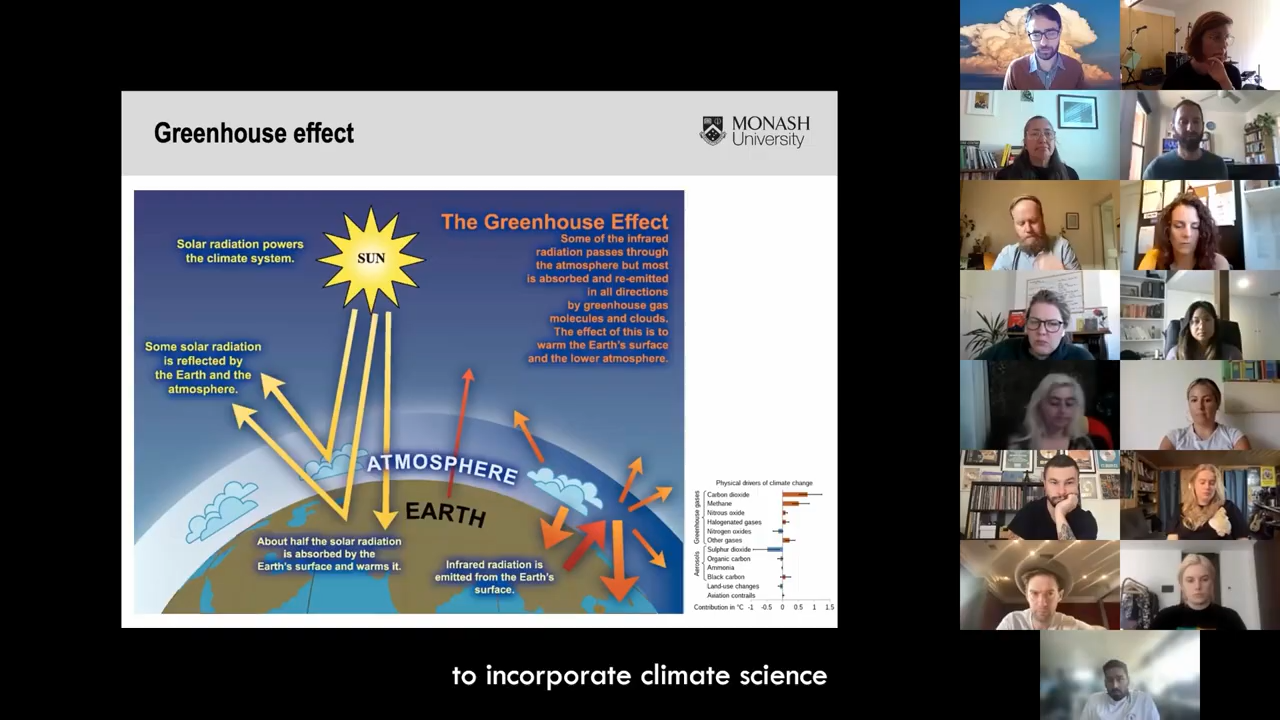 Greenhouse effect
MONASH
University
The Greenhouse Effect
Some of the infrared
radiation passes through
the atmosphere but most
is absorbed and re-emitted
in all directions
by greenhouse gas
molecules and clouds.
The effect of this is to
warm the Earth's surface
and the lower atmosphere.
Solar radiation powers
the climate system.
SUN
Some solar radiation
is reflected by
the Earth and the
atmosphere.
ATMOSPHERE
EARTH
About half the solar radiation
is absorbed by the
Earth's surface and warms it.
Infrared radiation is
emitted from the Earth's
surface.
Physical drivers of climate change
Greenhouse gases
Carbon dioxide
Methane
Nitrous oxide
Halogenated gases
Nitrogen oxides
Other gases
Aerosols
Sulphur dioxide
Organic carbon
Ammonia
Black carbon
Land-use changes
Aviation contrails
Contribution in °C -1 -0.5 0 0.5 1 1.5
to incorporate climate science